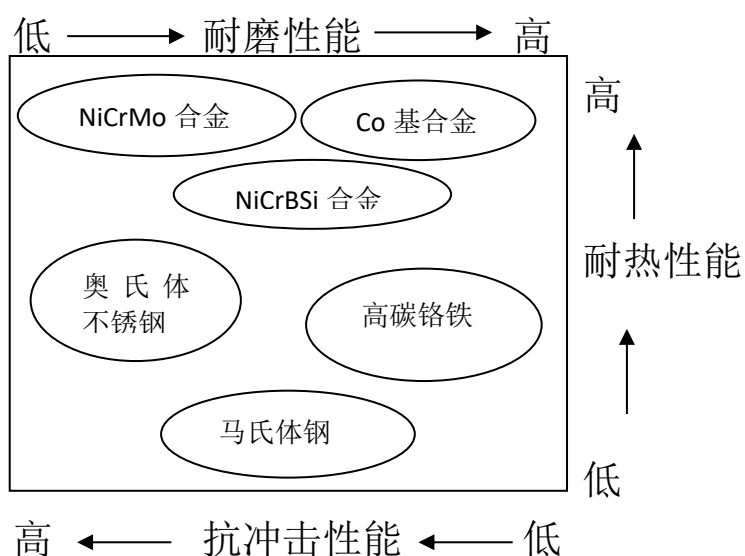 低 耐磨性能 高
NiCrMo 合金
Co 基合金
高
NiCrBSi 合金
奥 氏 体
不锈钢
高碳铬铁
耐热性能
马氏体钢
低
高 抗冲击性能 低